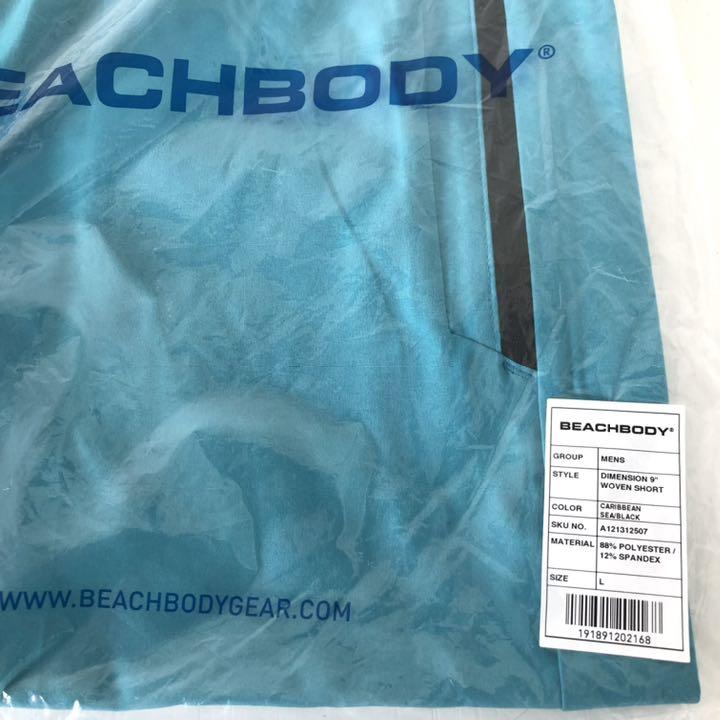 EACHBODY®
BEACHBODY®
GROUP MENS
STYLE DIMENSION 9"
WOVEN SHORT
COLOR CARIBBEAN
SEA/BLACK
SKU NO. A121312507
MATERIAL 88% POLYESTER /
12% SPANDEX
SIZE L
191891202168
WWW.BEACHBODYGEAR.COM